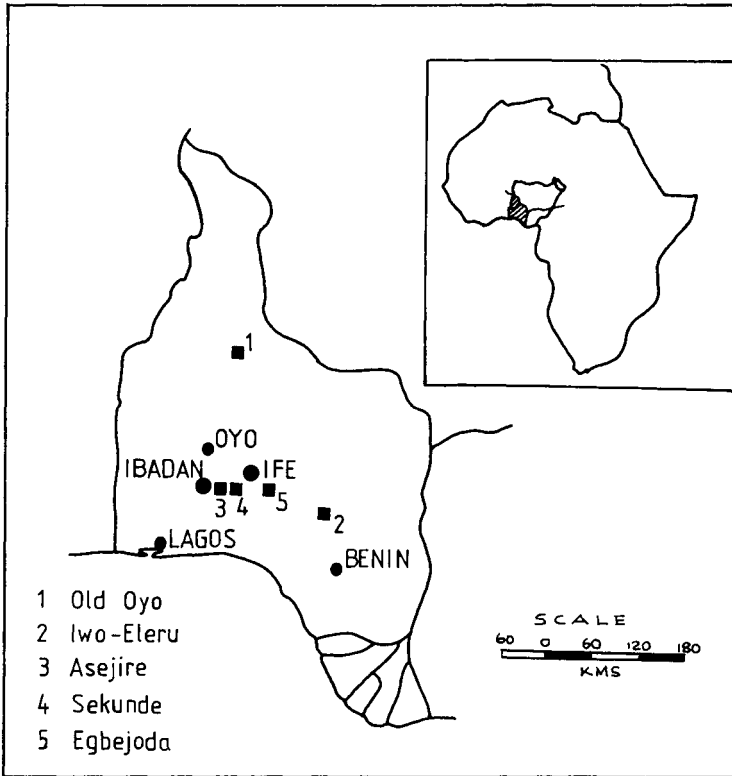 1
OYO
IBADAN
IFE
3 4 5
2
LAGOS
BENIN
1 Old Oyo
2 Iwo-Eleru
3 Asejire
4 Sekunde
5 Egbejoda
SCALE
60 0 60 120 180
KMS